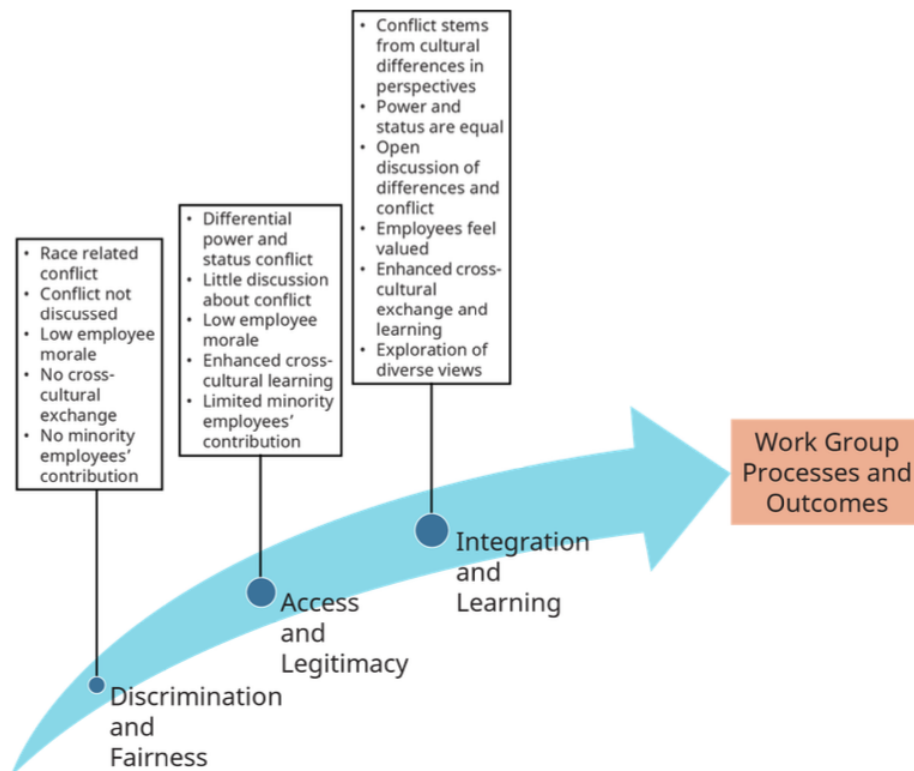 • Race related
conflict
• Conflict not
discussed
• Low employee
morale
• No cross-
cultural
exchange
• No minority
employees’
contribution
• Differential
power and
status conflict
• Little discussion
about conflict
• Low employee
morale
• Enhanced cross-
cultural learning
• Limited minority
employees’
contribution
• Conflict stems
from cultural
differences in
perspectives
• Power and
status are equal
• Open
discussion of
differences and
conflict
• Employees feel
valued
• Enhanced cross-
cultural
exchange and
learning
• Exploration of
diverse views
Discrimination
and
Fairness
Access
and
Legitimacy
Integration
and
Learning
Work Group
Processes and
Outcomes